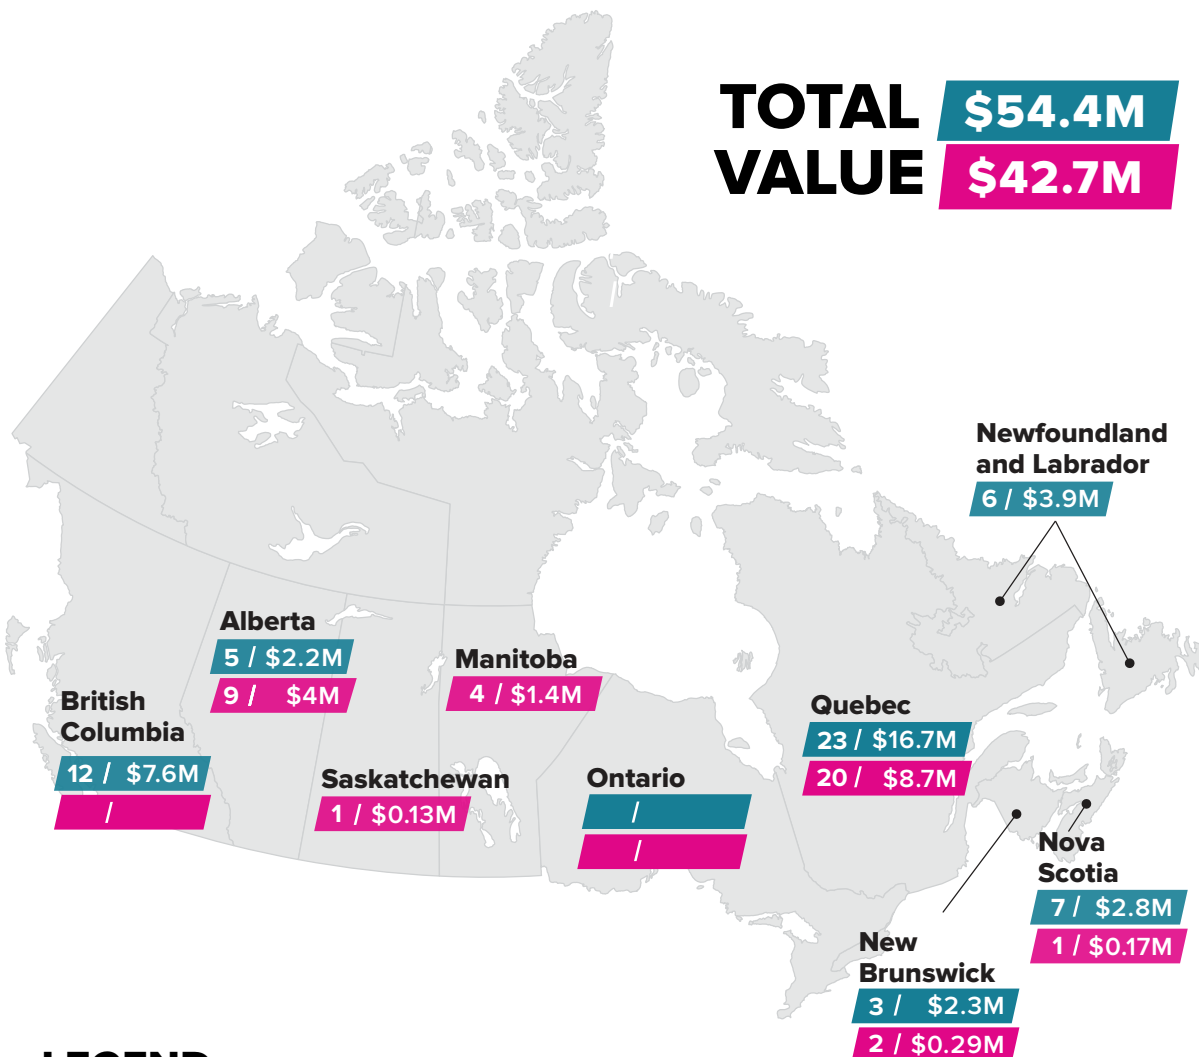 TOTAL
VALUE
$54.4M
$42.7M
Newfoundland
and Labrador
6 / $3.9M
Alberta
5 / $2.2M
9 / $4M
Manitoba
4 / $1.4M
British
Columbia
12 / $7.6M
/
Saskatchewan
1 / $0.13M
Ontario
/
/
Quebec
23 / $16.7M
20 / $8.7M
Nova
Scotia
7 / $2.8M
1 / $0.17M
New
Brunswick
3 / $2.3M
2 / $0.29M
LEGEND